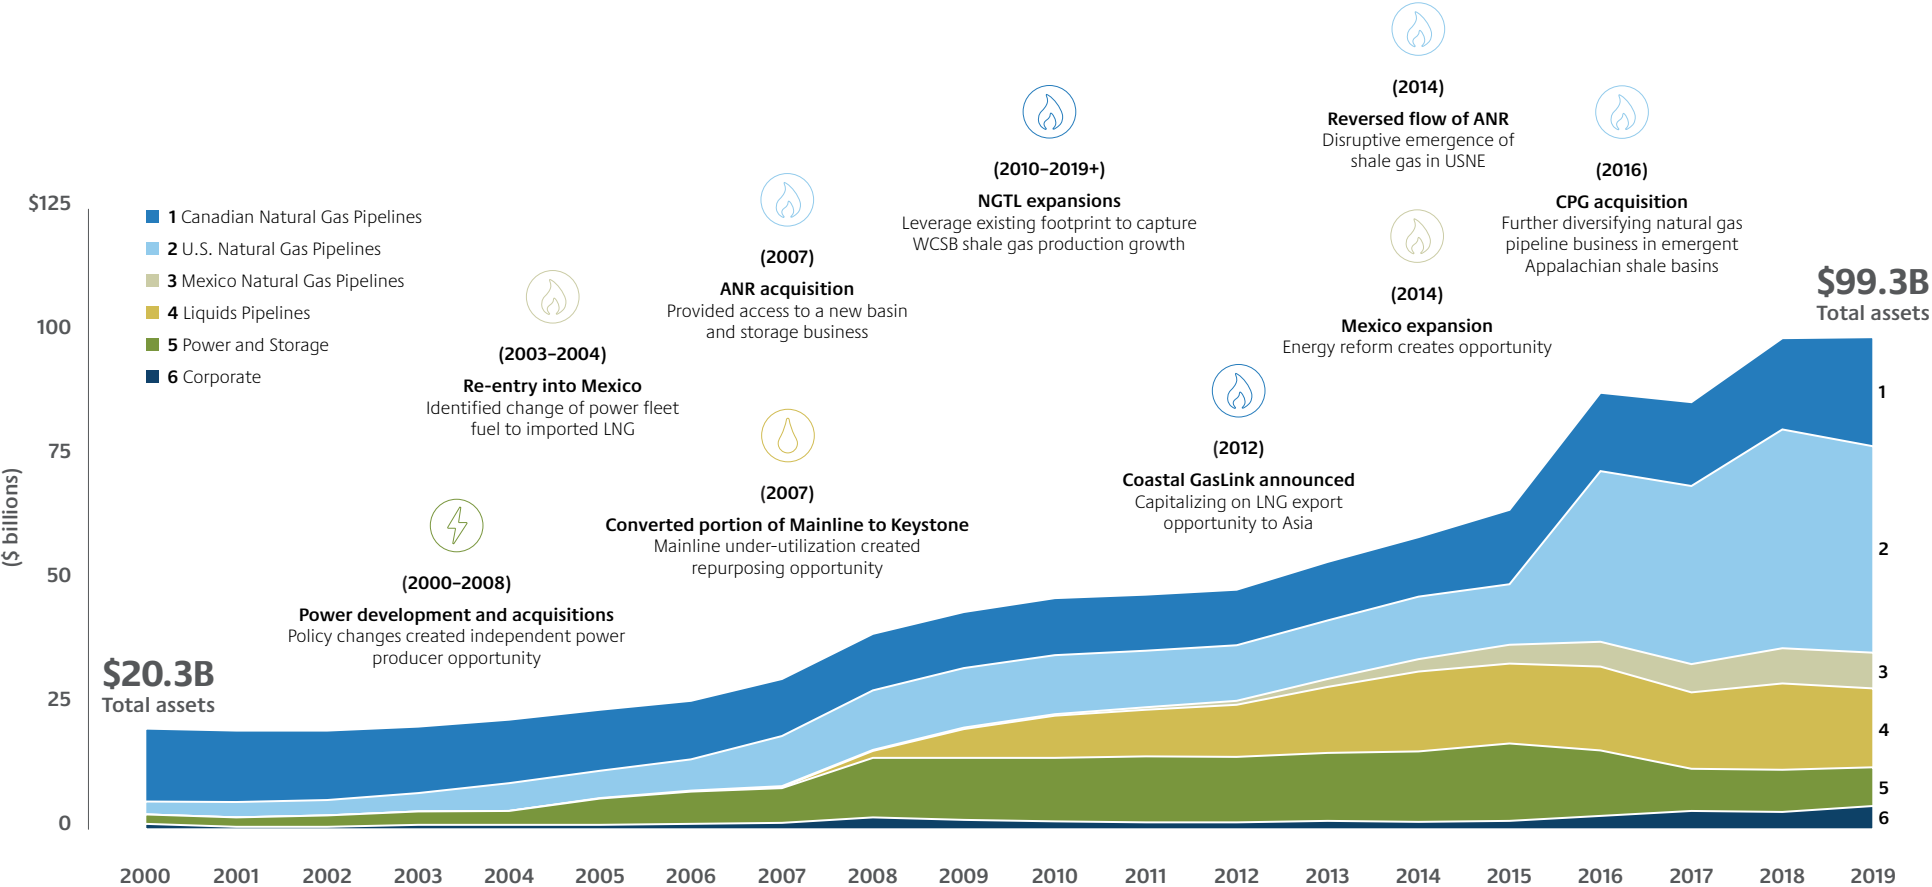 $125
100
75
50
25
0
($ billions)
1 Canadian Natural Gas Pipelines
2 U.S. Natural Gas Pipelines
3 Mexico Natural Gas Pipelines
4 Liquids Pipelines
5 Power and Storage
6 Corporate
$20.3B
Total assets
(2000–2008)
Power development and acquisitions
Policy changes created independent power
producer opportunity
(2003–2004)
Re-entry into Mexico
Identified change of power fleet
fuel to imported LNG
(2007)
ANR acquisition
Provided access to a new basin
and storage business
(2007)
Converted portion of Mainline to Keystone
Mainline under-utilization created
repurposing opportunity
(2010–2019+)
NGTL expansions
Leverage existing footprint to capture
WCSB shale gas production growth
(2012)
Coastal GasLink announced
Capitalizing on LNG export
opportunity to Asia
(2014)
Reversed flow of ANR
Disruptive emergence of
shale gas in USNE
(2014)
Mexico expansion
Energy reform creates opportunity
(2016)
CPG acquisition
Further diversifying natural gas
pipeline business in emergent
Appalachian shale basins
$99.3B
Total assets
1
2
3
4
5
6
2000 2001 2002 2003 2004 2005 2006 2007 2008 2009 2010 2011 2012 2013 2014 2015 2016 2017 2018 2019